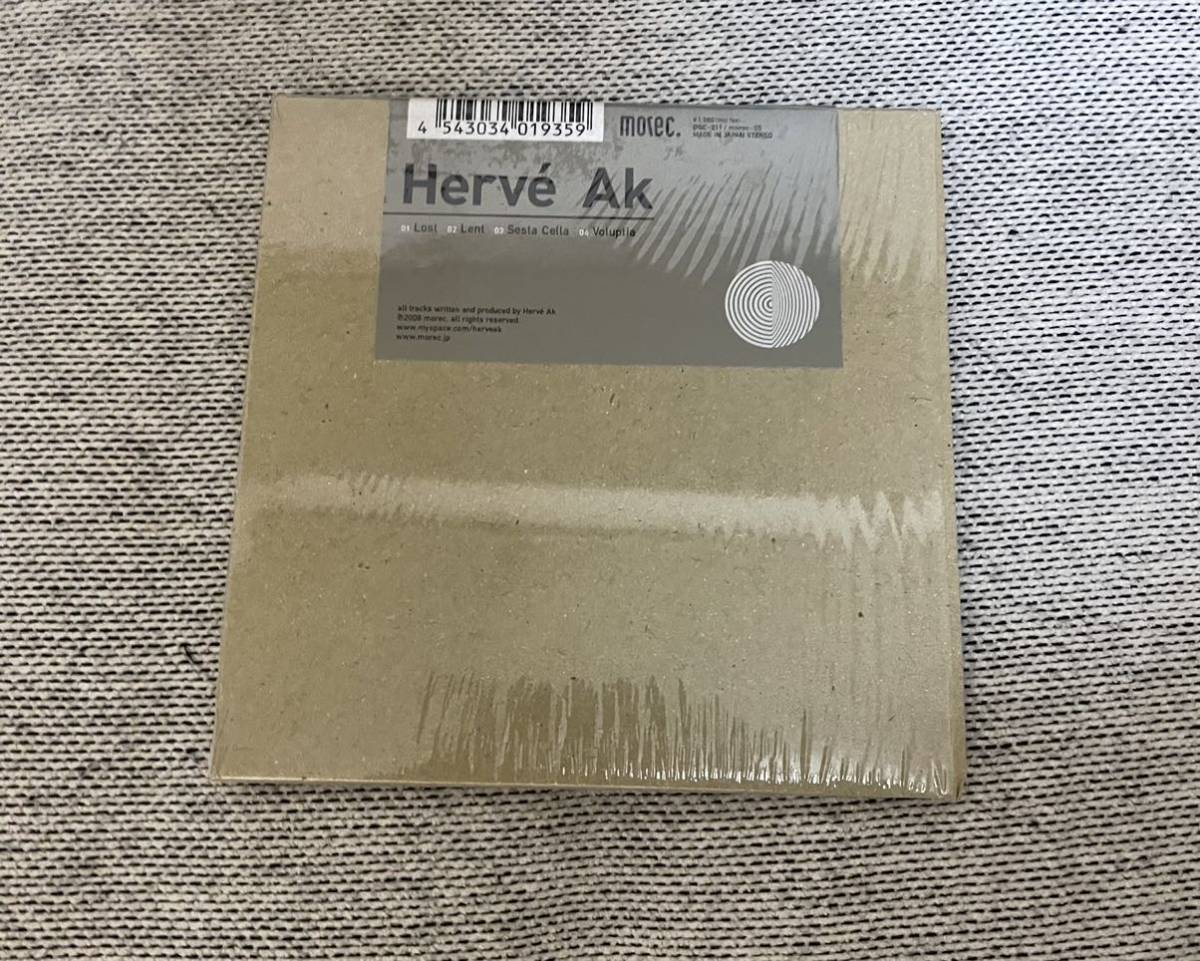 4 543034 019359
morec.
MADE IN JAPAN STEREO
Hervé Ak
01 Lost 02 Lent 03 Sesta Cella 04
all tracks written and produced by Hervé Ak
℗2008 morec. all rights reserved
www.myspace.com/herveak
www.morec.jp